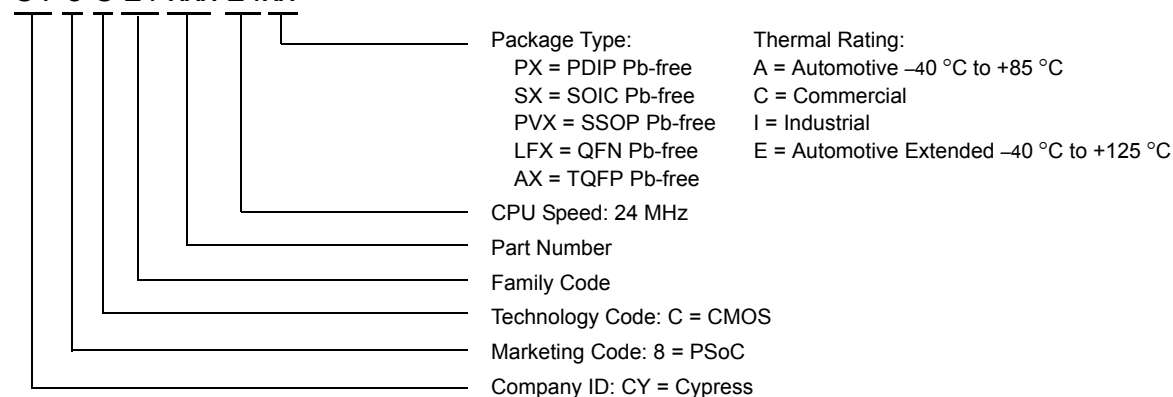 Package Type:
PX = PDIP Pb-free
SX = SOIC Pb-free
PVX = SSOP Pb-free
LFX = QFN Pb-free
AX = TQFP Pb-free
Thermal Rating:
A = Automotive –40 °C to +85 °C
C = Commercial
I = Industrial
E = Automotive Extended –40 °C to +125 °C
CPU Speed: 24 MHz
Part Number
Family Code
Technology Code: C = CMOS
Marketing Code: 8 = PSoC
Company ID: CY = Cypress